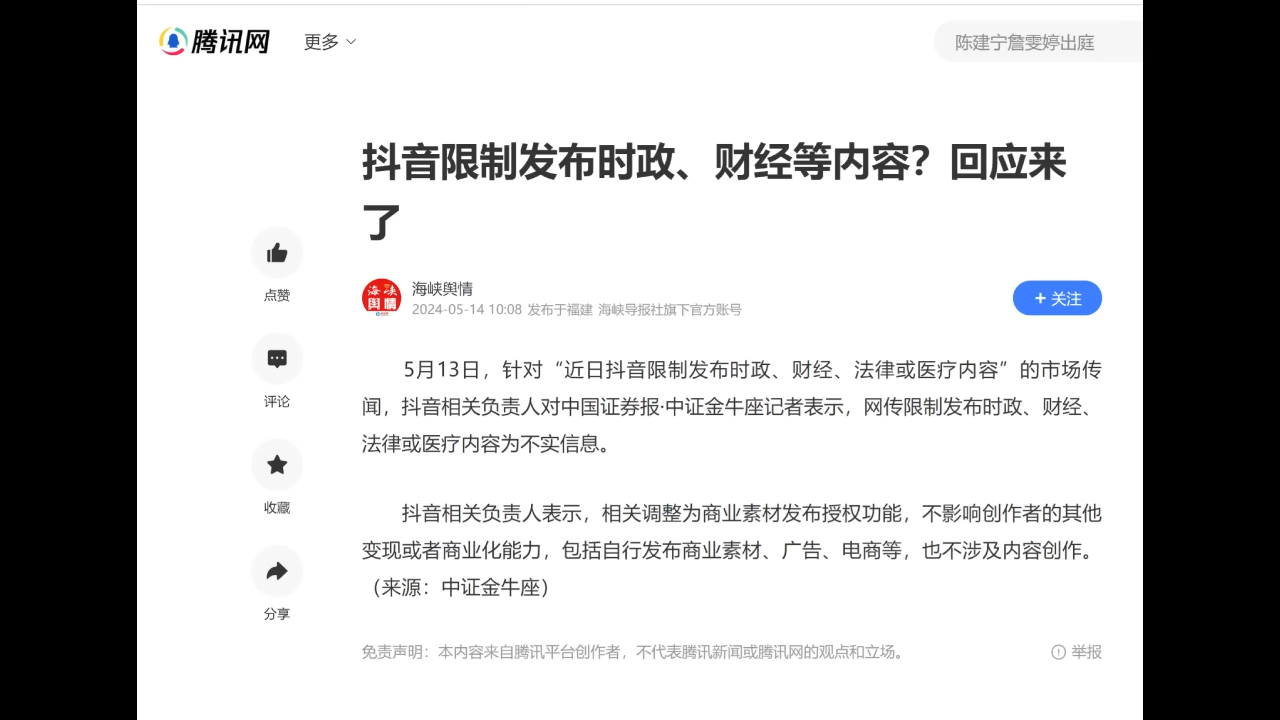 腾讯网 更多
陈建宁詹雯婷出庭
抖音限制发布时政、财经等内容？回应来
了
海峡舆情
海峡舆情
2024-05-14 10:08 发布于福建 海峡导报社旗下官方账号
+ 关注
点赞
评论
收藏
分享
5月13日，针对“近日抖音限制发布时政、财经、法律或医疗内容”的市场传
闻，抖音相关负责人对中国证券报·中证金牛座记者表示，网传限制发布时政、财经、
法律或医疗内容为不实信息。
抖音相关负责人表示，相关调整为商业素材发布授权功能，不影响创作者的其他
变现或者商业化能力，包括自行发布商业素材、广告、电商等，也不涉及内容创作。
（来源：中证金牛座）
免责声明：本内容来自腾讯平台创作者，不代表腾讯新闻或腾讯网的观点和立场。
举报